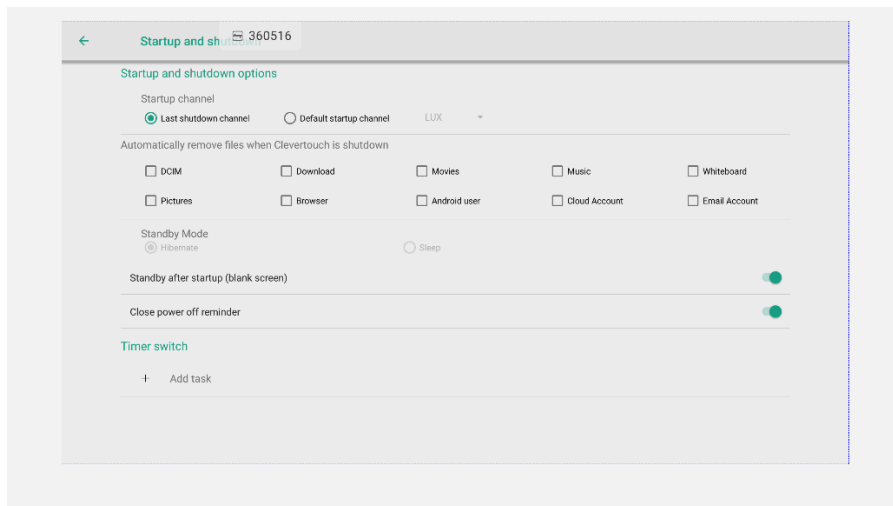 Startup and shutdown
360516
Startup and shutdown options
Startup channel
Last shutdown channel Default startup channel LUX
Automatically remove files when Clevertouch is shutdown
DCIM Download Movies Music Whiteboard
Pictures Browser Android user Cloud Account Email Account
Standby Mode
Hibernate Sleep
Standby after startup (blank screen)
Close power off reminder
Timer switch
+ Add task